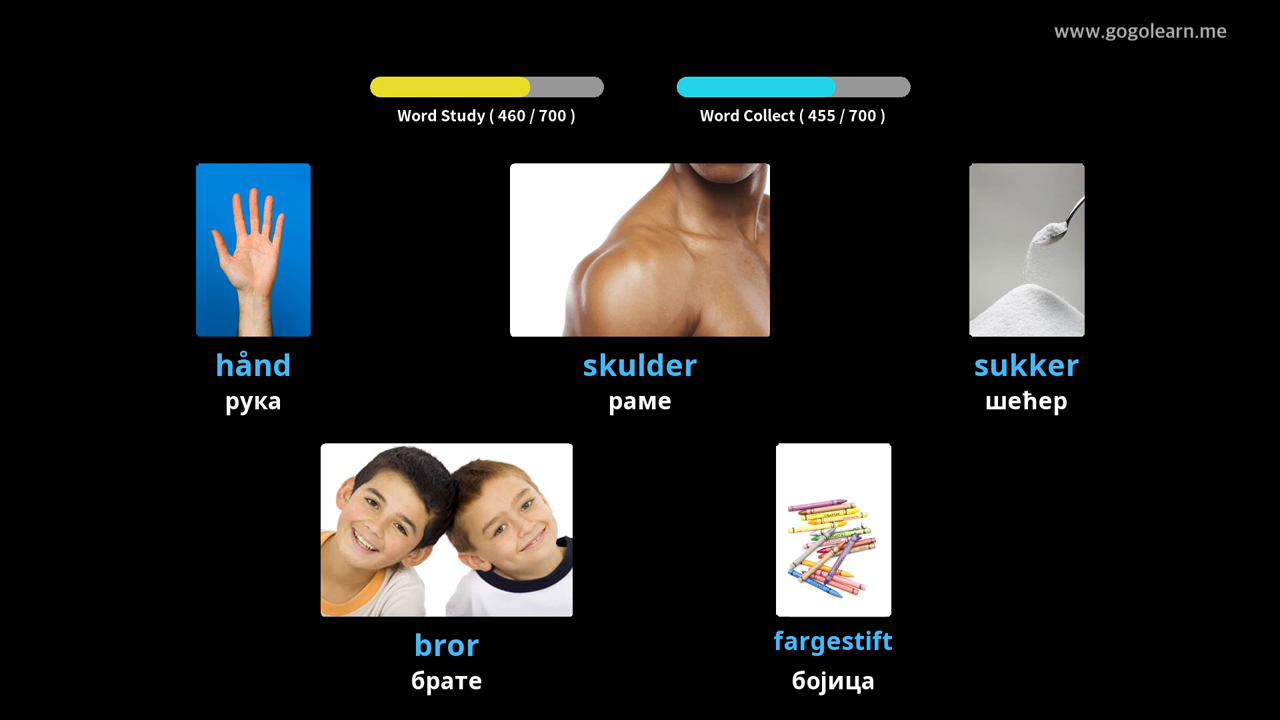 www.gogolearn.me
Word Study ( 460 / 700 )
Word Collect ( 455 / 700 )
hånd
рука
skulder
раме
sukker
шећер
bror
брате
fargestift
бојица